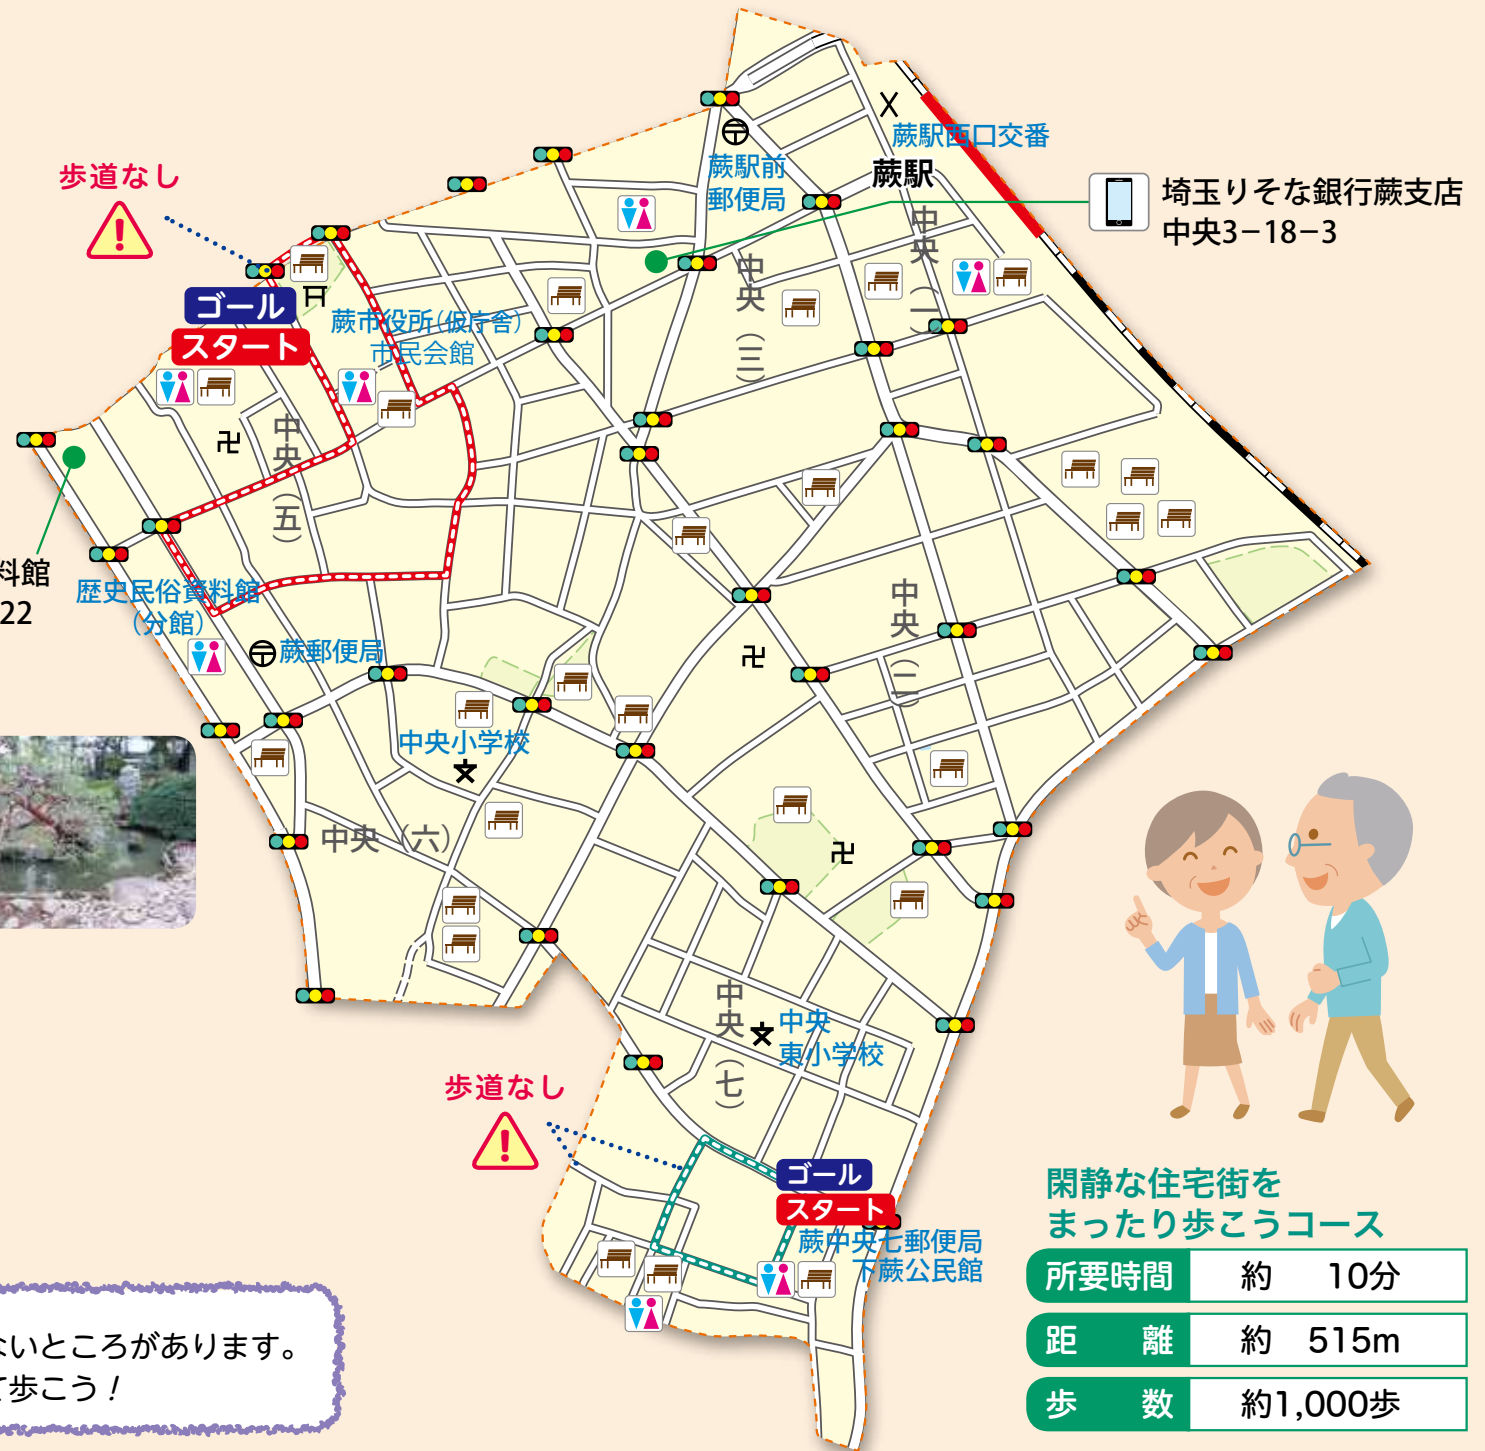 蕨駅西口交番
蕨駅前
郵便局
蕨駅
埼玉りそな銀行蕨支店
中央3−18−3
歩道なし
ゴール
スタート
蕨市役所(仮庁舎)
市民会館
中央(一)
中央(三)
中央(五)
料館
22
歴史民俗資料館
(分館)
蕨郵便局
中央(二)
中央小学校
中央(六)
中央(七)
中央
東小学校
歩道なし
ゴール
スタート
蕨中央七郵便局
下蕨公民館
閑静な住宅街を
まったり歩こうコース
所要時間 約 10分
距離 約 515m
歩数 約1,000歩
ないところがあります。
て歩こう！